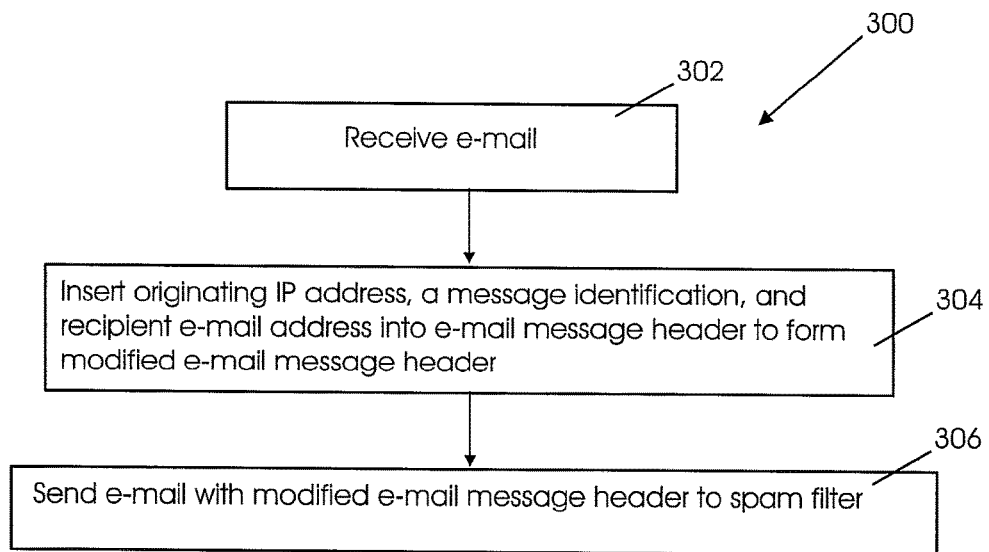 300
302
Receive e-mail
Insert originating IP address, a message identification, and
recipient e-mail address into e-mail message header to form
modified e-mail message header
304
306
Send e-mail with modified e-mail message header to spam filter